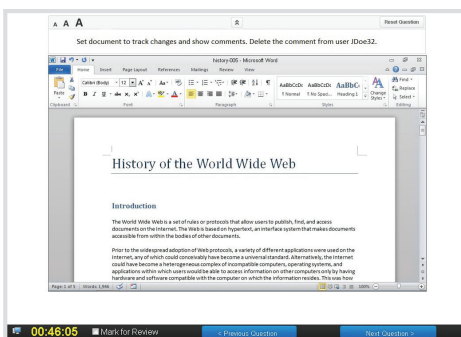 A A A
Reset Question
Set document to track changes and show comments. Delete the comment from user JDoe32.
history-005 - Microsoft Word
File Home Insert Page Layout References Mailings Review View
Calibri (Body) 12
Paste
B I U abc
AaBbCcDc AaBbCcDc AaBbC
¶ Normal ¶ No Spaci... Heading 1
Change Styles
Find
Replace
Select
Clipboard Font Paragraph Styles Editing
History of the World Wide Web
Introduction
The World Wide Web is a set of rules or protocols that allow users to publish, find, and access
documents on the Internet. The Web is based on hypertext, an interface system that makes documents
accessible from within the bodies of other documents.
Prior to the widespread adoption of Web protocols, a variety of different applications were used on the
Internet, any of which could conceivably have become a universal standard. Alternatively, the Internet
could have become a heterogeneous complex of incompatible computers, operating systems, and
applications within which users would be able to access information on other computers only by having
hardware and software compatible with the computer on which the information resides. This was how
Page: 1 of 5 Words: 1,946 100%
00:46:05 Mark for Review < Previous Question Next Question >